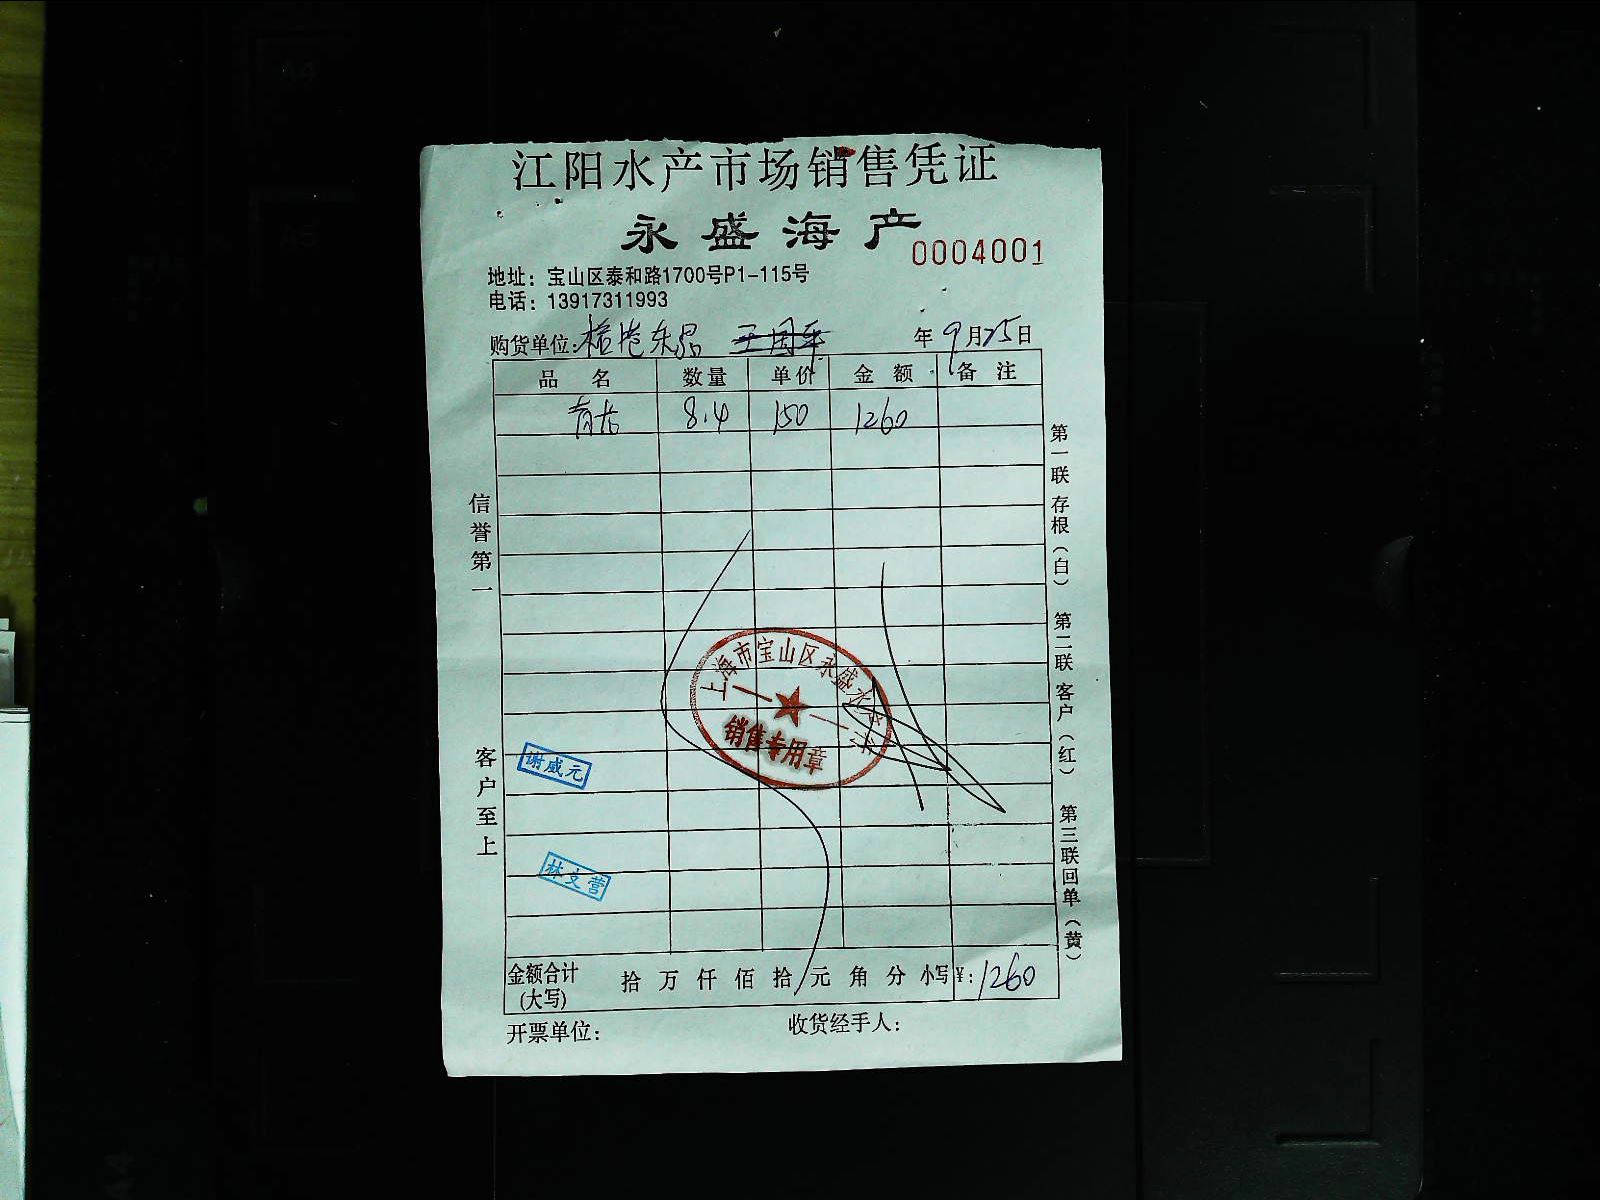 江阳水产市场销售凭证
永盛海产
0004001
地址：宝山区泰和路1700号P1-115号
电话：13917311993
购货单位： 年9月25日
品名 数量 单价 金额 备注
8.4 150 1260
信誉第一
客户至上
第一联存根（白） 第二联客户（红） 第三联回单（黄）
上海市宝山区永盛水产
销售专用章
谢威元
林文营
金额合计 拾万仟佰拾元角分 小写¥：1260
（大写）
开票单位： 收货经手人：